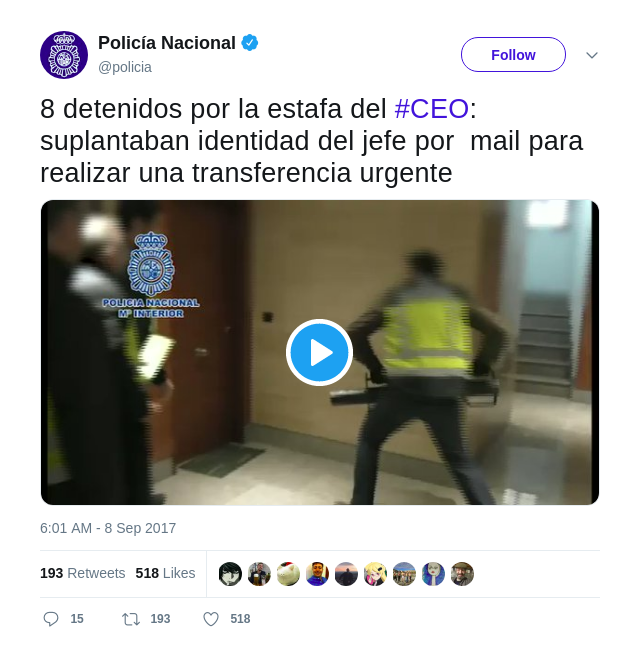 Policía Nacional
@policia
Follow
8 detenidos por la estafa del #CEO:
suplantaban identidad del jefe por  mail para
realizar una transferencia urgente
POLICIA NACIONAL
Mº INTERIOR
6:01 AM - 8 Sep 2017
193 Retweets 518 Likes
15 193 518